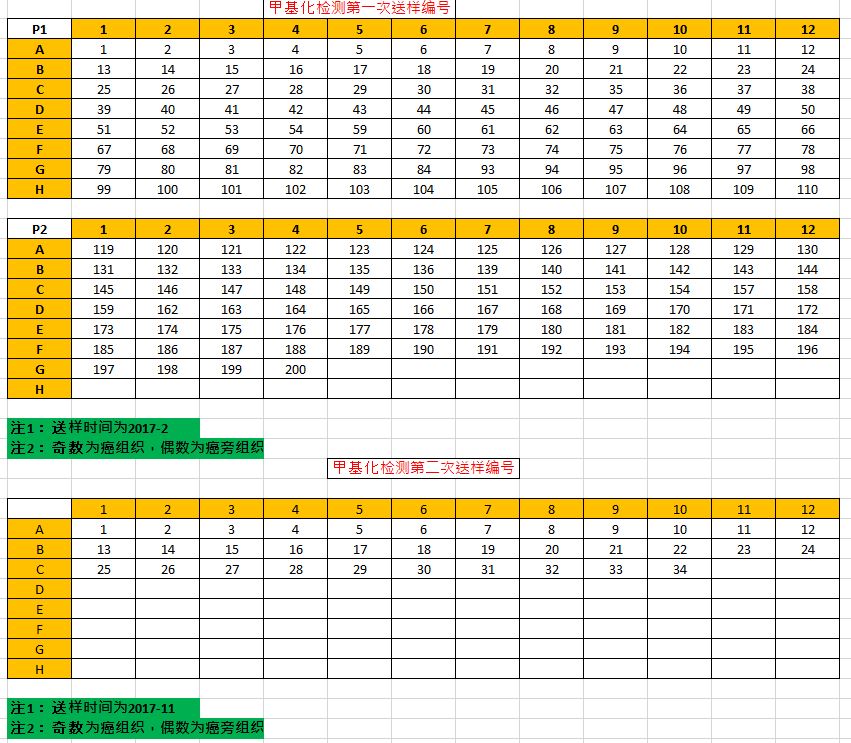 甲基化检测第一次送样编号
P1 1 2 3 4 5 6 7 8 9 10 11 12
A 1 2 3 4 5 6 7 8 9 10 11 12
B 13 14 15 16 17 18 19 20 21 22 23 24
C 25 26 27 28 29 30 31 32 35 36 37 38
D 39 40 41 42 43 44 45 46 47 48 49 50
E 51 52 53 54 59 60 61 62 63 64 65 66
F 67 68 69 70 71 72 73 74 75 76 77 78
G 79 80 81 82 83 84 93 94 95 96 97 98
H 99 100 101 102 103 104 105 106 107 108 109 110
P2 1 2 3 4 5 6 7 8 9 10 11 12
A 119 120 121 122 123 124 125 126 127 128 129 130
B 131 132 133 134 135 136 139 140 141 142 143 144
C 145 146 147 148 149 150 151 152 153 154 157 158
D 159 162 163 164 165 166 167 168 169 170 171 172
E 173 174 175 176 177 178 179 180 181 182 183 184
F 185 186 187 188 189 190 191 192 193 194 195 196
G 197 198 199 200
H
注1：送样时间为2017-2
注2：奇数为癌组织，偶数为癌旁组织
甲基化检测第二次送样编号
1 2 3 4 5 6 7 8 9 10 11 12
A 1 2 3 4 5 6 7 8 9 10 11 12
B 13 14 15 16 17 18 19 20 21 22 23 24
C 25 26 27 28 29 30 31 32 33 34
D
E
F
G
H
注1：送样时间为2017-11
注2：奇数为癌组织，偶数为癌旁组织